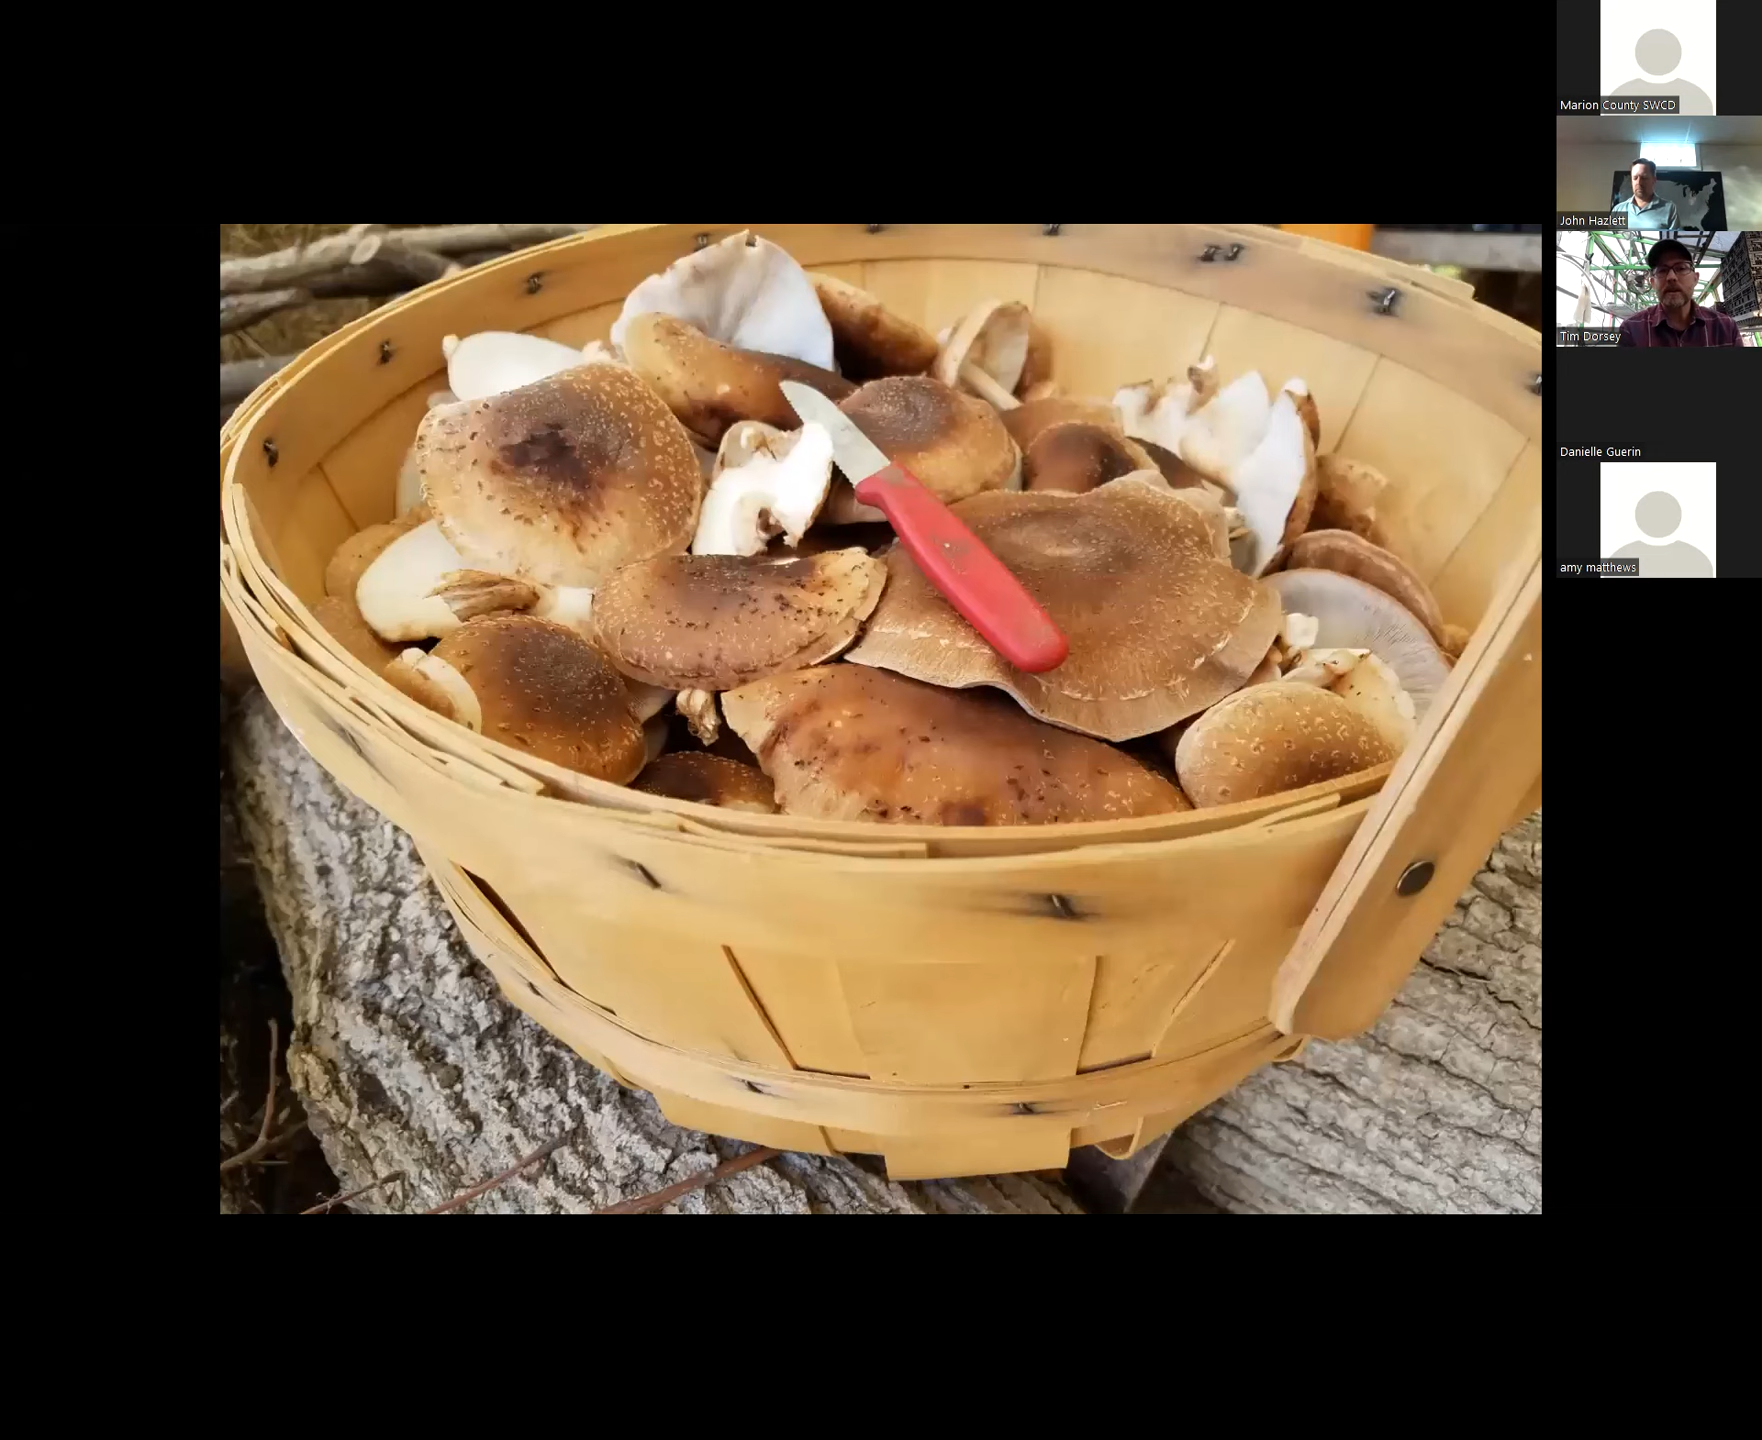 Marion County SWCD
John Hazlett
Tim Dorsey
Danielle Guerin
amy matthews